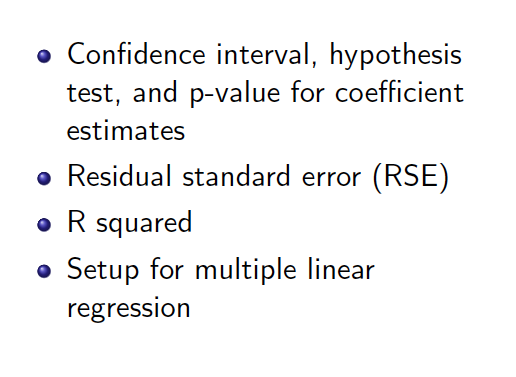 Confidence interval, hypothesis
test, and p-value for coefficient
estimates
Residual standard error (RSE)
R squared
Setup for multiple linear
regression